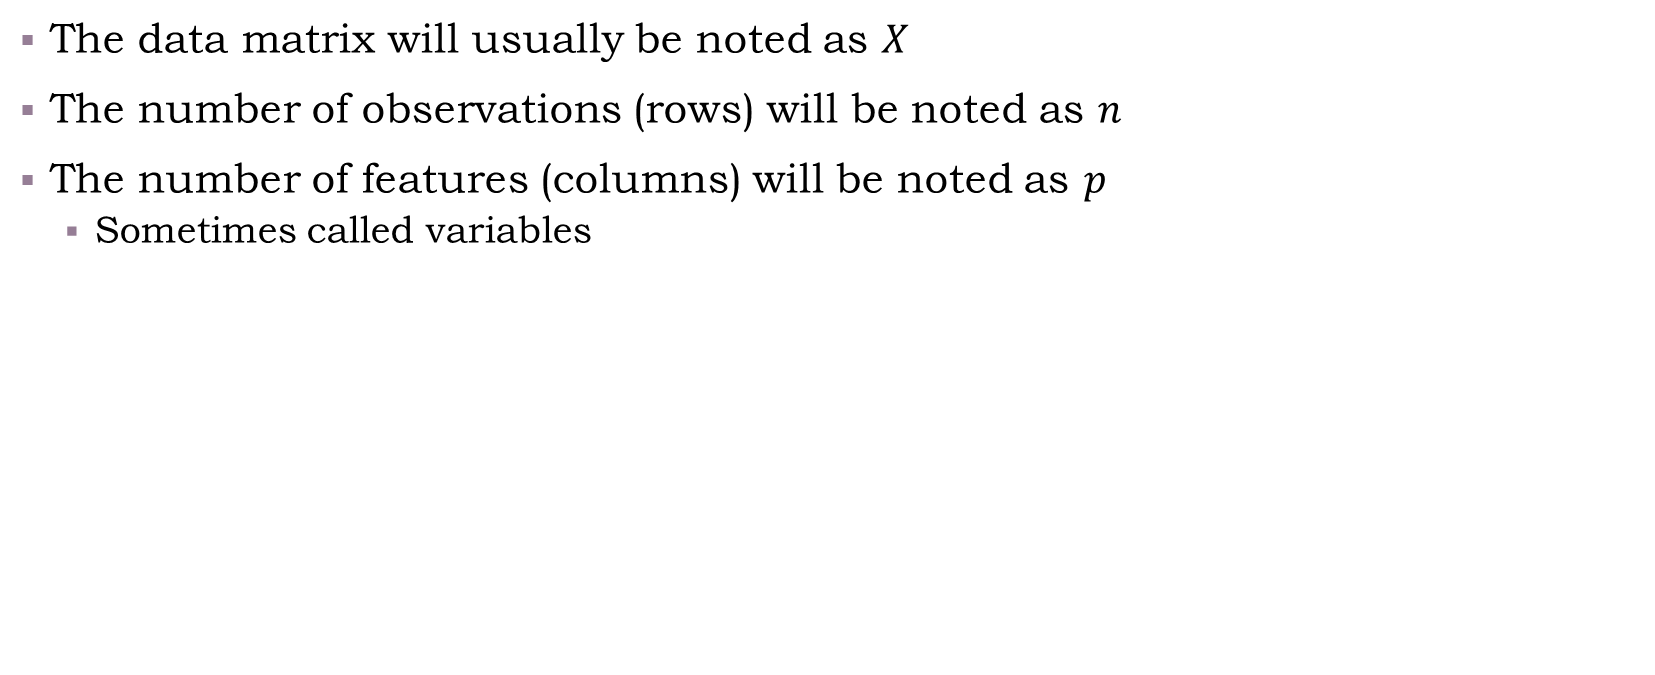 ▪ The data matrix will usually be noted as X
▪ The number of observations (rows) will be noted as n
▪ The number of features (columns) will be noted as p
▪ Sometimes called variables